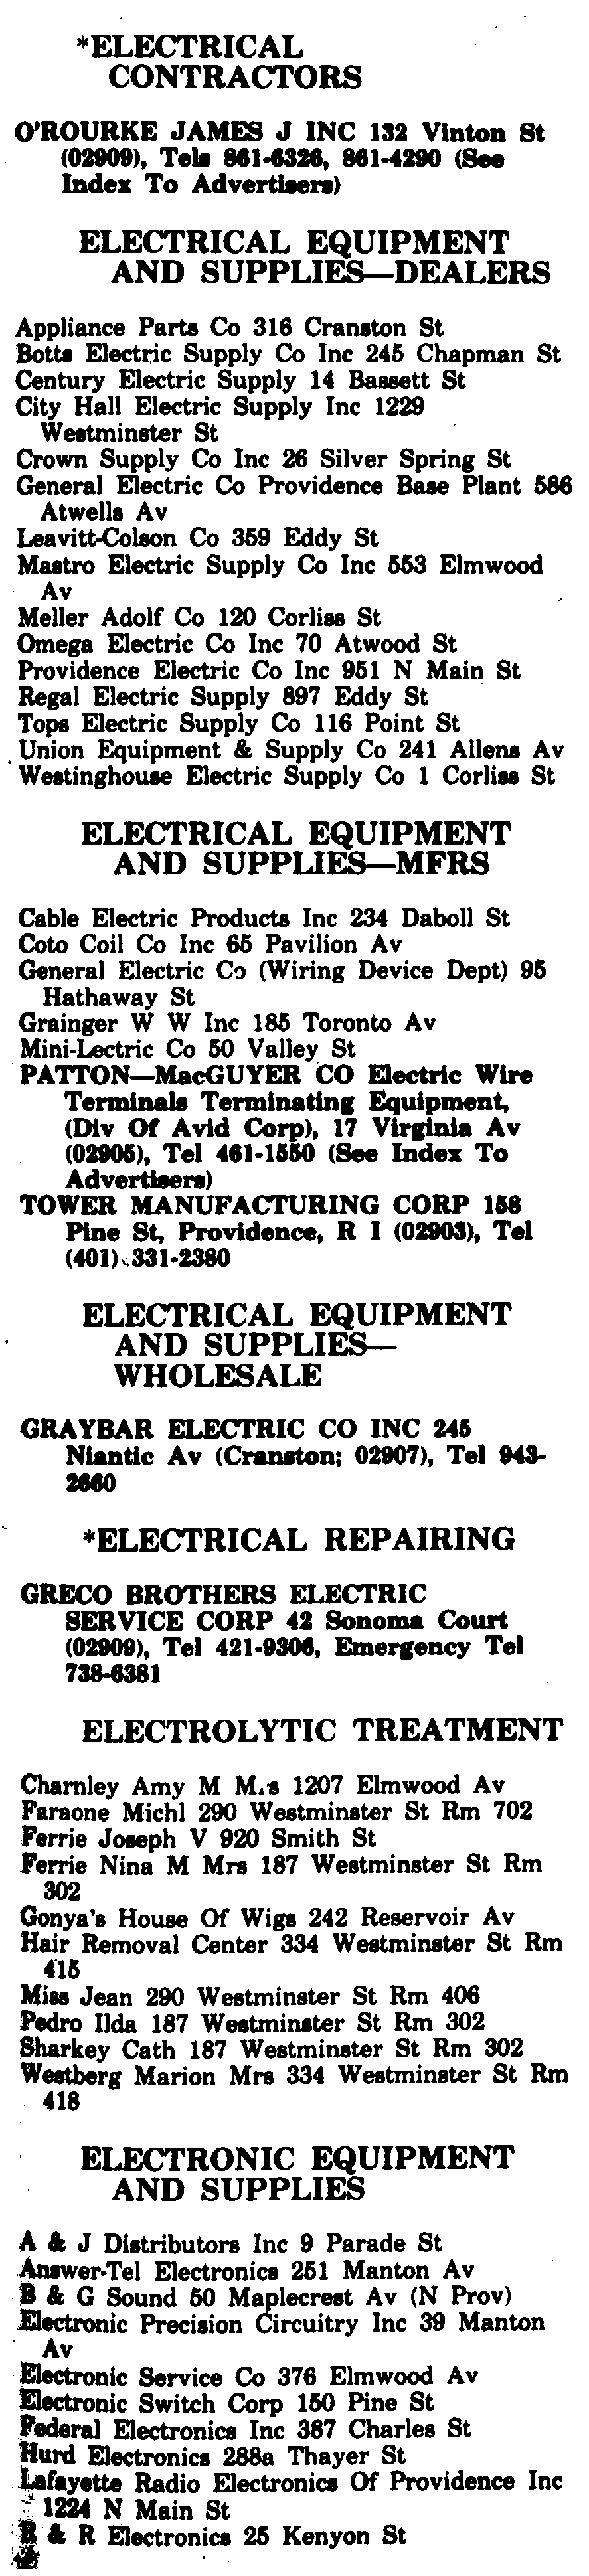 *ELECTRICAL
CONTRACTORS
O'ROURKE JAMES J INC 132 Vinton St
(02909), Tels 861-6326, 861-4290 (See
Index To Advertisers)
ELECTRICAL EQUIPMENT
AND SUPPLIES—DEALERS
Appliance Parts Co 316 Cranston St
Botts Electric Supply Co Inc 245 Chapman St
Century Electric Supply 14 Bassett St
City Hall Electric Supply Inc 1229
Westminster St
Crown Supply Co Inc 26 Silver Spring St
General Electric Co Providence Base Plant 586
Atwells Av
Leavitt-Colson Co 359 Eddy St
Mastro Electric Supply Co Inc 553 Elmwood
Av
Meller Adolf Co 120 Corliss St
Omega Electric Co Inc 70 Atwood St
Providence Electric Co Inc 951 N Main St
Regal Electric Supply 897 Eddy St
Tops Electric Supply Co 116 Point St
Union Equipment & Supply Co 241 Allens Av
Westinghouse Electric Supply Co 1 Corliss St
ELECTRICAL EQUIPMENT
AND SUPPLIES—MFRS
Cable Electric Products Inc 234 Daboll St
Coto Coil Co Inc 65 Pavilion Av
General Electric Co (Wiring Device Dept) 95
Hathaway St
Grainger W W Inc 185 Toronto Av
Mini-Lectric Co 50 Valley St
PATTON—MacGUYER CO Electric Wire
Terminals Terminating Equipment,
(Div Of Avid Corp), 17 Virginia Av
(02905), Tel 461-1550 (See Index To
Advertisers)
TOWER MANUFACTURING CORP 158
Pine St, Providence, R I (02903), Tel
(401) 331-2380
ELECTRICAL EQUIPMENT
AND SUPPLIES—
WHOLESALE
GRAYBAR ELECTRIC CO INC 245
Niantic Av (Cranston; 02907), Tel 943-
2660
*ELECTRICAL REPAIRING
GRECO BROTHERS ELECTRIC
SERVICE CORP 42 Sonoma Court
(02909), Tel 421-9306, Emergency Tel
738-6381
ELECTROLYTIC TREATMENT
Charnley Amy M Mrs 1207 Elmwood Av
Faraone Michl 290 Westminster St Rm 702
Ferrie Joseph V 920 Smith St
Ferrie Nina M Mrs 187 Westminster St Rm
302
Gonya's House Of Wigs 242 Reservoir Av
Hair Removal Center 334 Westminster St Rm
415
Miss Jean 290 Westminster St Rm 406
Pedro Ilda 187 Westminster St Rm 302
Sharkey Cath 187 Westminster St Rm 302
Westberg Marion Mrs 334 Westminster St Rm
418
ELECTRONIC EQUIPMENT
AND SUPPLIES
A & J Distributors Inc 9 Parade St
Answer-Tel Electronics 251 Manton Av
B & G Sound 50 Maplecrest Av (N Prov)
Electronic Precision Circuitry Inc 39 Manton
Av
Electronic Service Co 376 Elmwood Av
Electronic Switch Corp 150 Pine St
Federal Electronics Inc 387 Charles St
Hurd Electronics 288a Thayer St
Lafayette Radio Electronics Of Providence Inc
1224 N Main St
R & R Electronics 25 Kenyon St